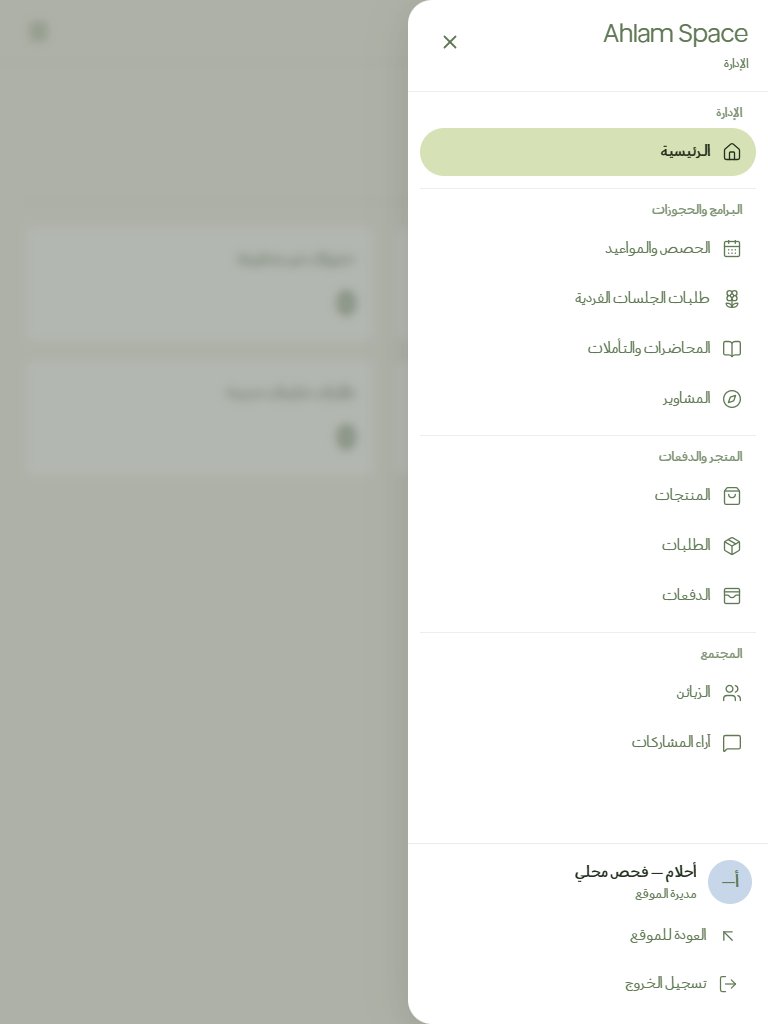 Ahlam Space
الإدارة
الإدارة
الرئيسية
البرامج والحجوزات
الحصص والمواعيد
طلبات الجلسات الفردية
المحاضرات والتأملات
المشاوير
المتجر والدفعات
المنتجات
الطلبات
الدفعات
المجتمع
الزبائن
آراء المشاركات
أحلام — فحص محلي
أ—
مديرة الموقع
العودة للموقع
تسجيل الخروج